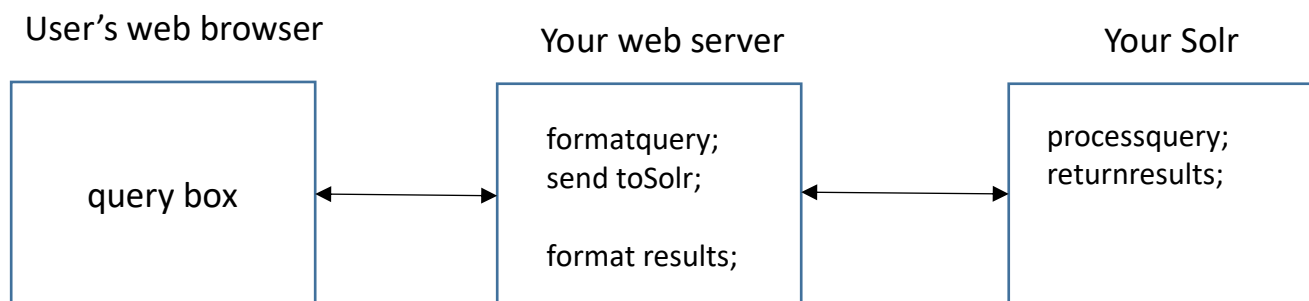 User’s web browser
Your web server
Your Solr
query box
formatquery;
send toSolr;
format results;
processquery;
returnresults;